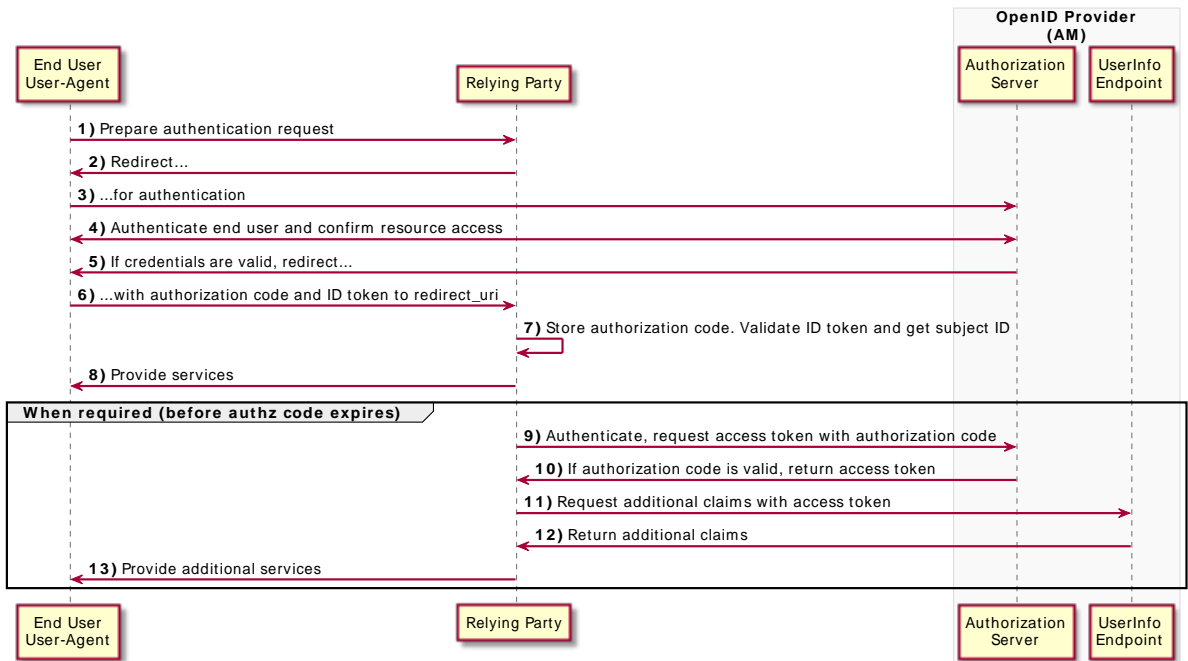 OpenID Provider
(AM)
End User
User-Agent
Relying Party
Authorization
Server
UserInfo
Endpoint
1) Prepare authentication request
2) Redirect...
3) ...for authentication
4) Authenticate end user and confirm resource access
5) If credentials are valid, redirect...
6) ...with authorization code and ID token to redirect_uri
7) Store authorization code. Validate ID token and get subject ID
8) Provide services
When required (before authz code expires)
9) Authenticate, request access token with authorization code
10) If authorization code is valid, return access token
11) Request additional claims with access token
12) Return additional claims
13) Provide additional services
End User
User-Agent
Relying Party
Authorization
Server
UserInfo
Endpoint